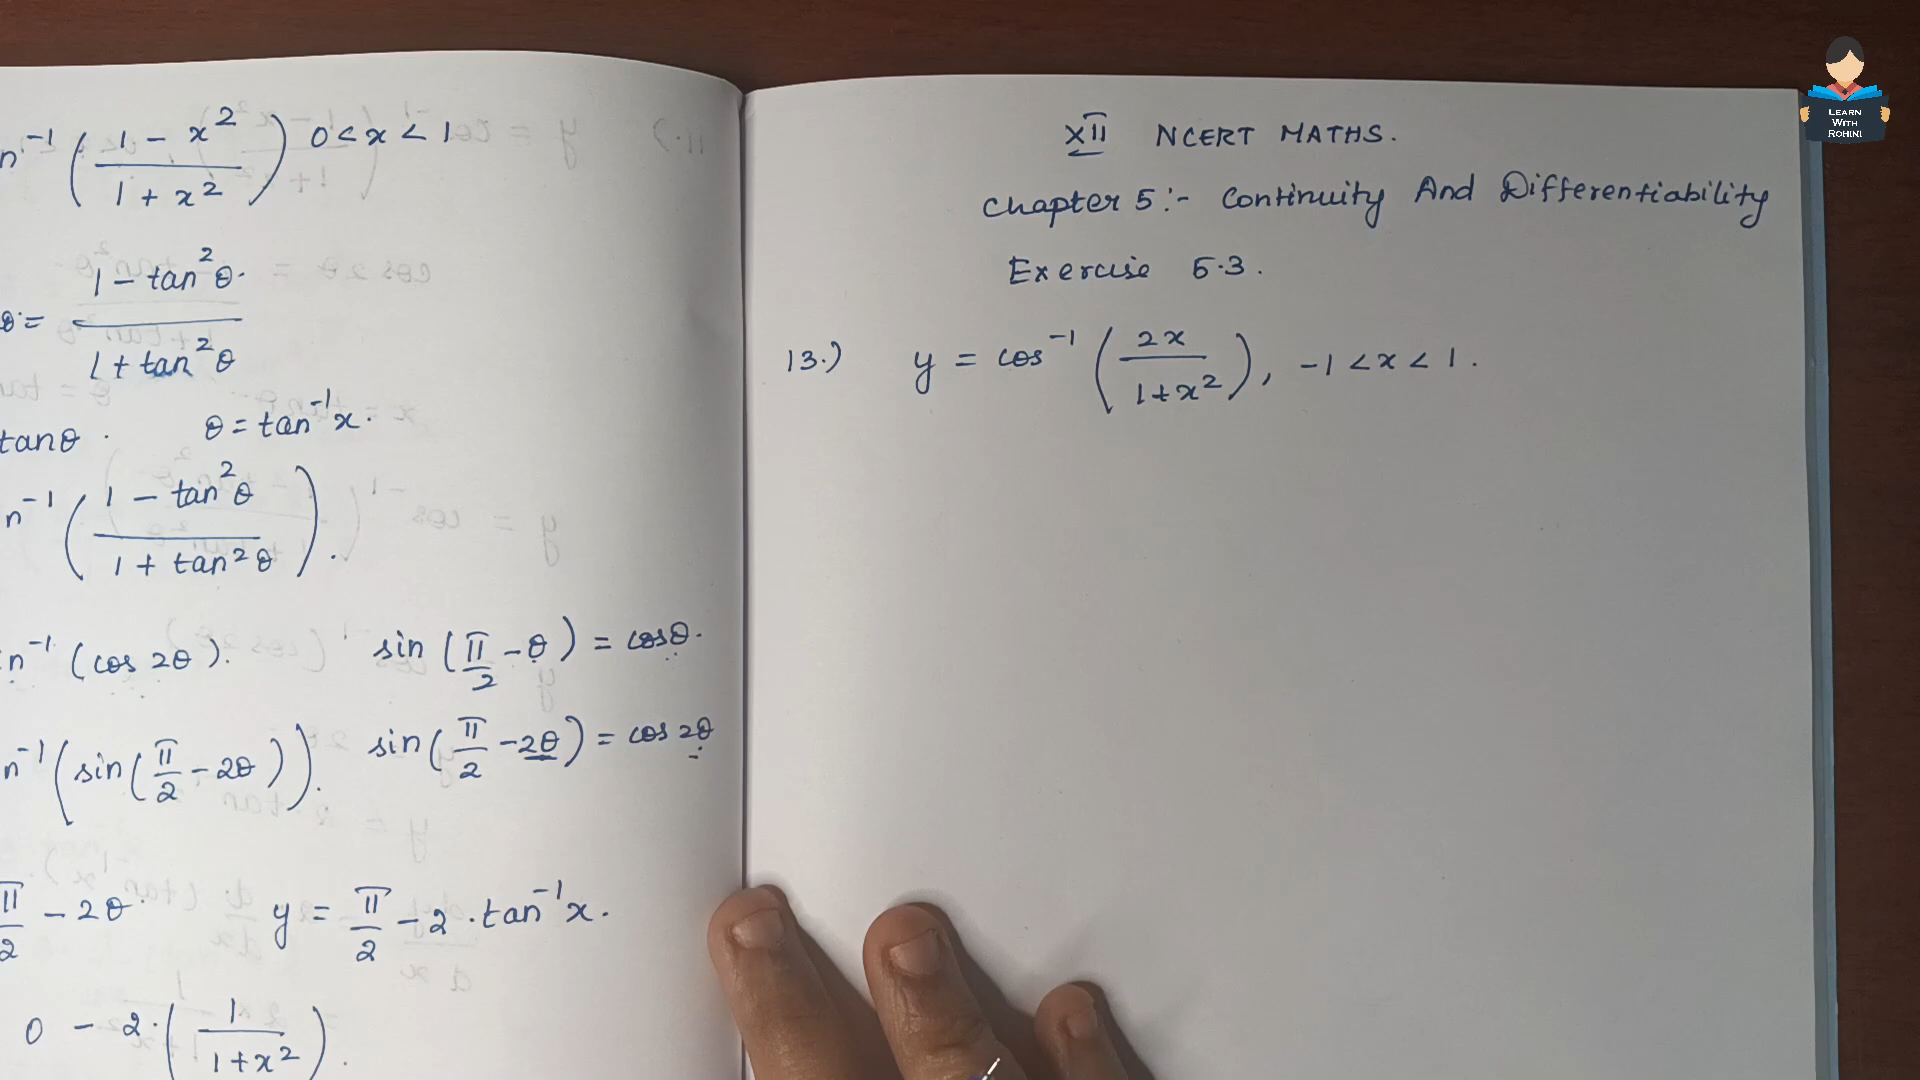 n⁻¹ (1 - x² / 1 + x²) 0 < x < 1
θ = 1 - tan²θ. / 1 + tan²θ
tanθ . θ = tan⁻¹x.
n⁻¹ (1 - tan²θ / 1 + tan²θ).
n⁻¹ (cos 2θ). sin (π/2 - θ) = cosθ.
n⁻¹ (sin (π/2 - 2θ)). sin (π/2 - 2θ) = cos 2θ
π/2 - 2θ. y = π/2 - 2 . tan⁻¹x.
0 - 2. (1 / 1 + x²).
XII NCERT MATHS.
Chapter 5 :- Continuity And Differentiability
Exercise 5.3.
13.) y = cos⁻¹ (2x / 1 + x²), -1 < x < 1.
LEARN
WITH
ROHINI